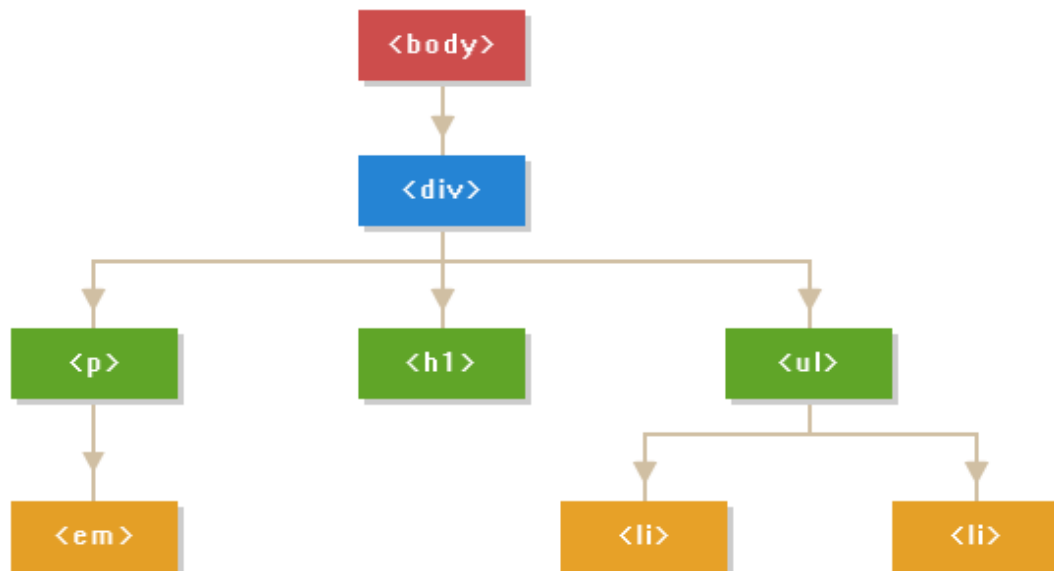 <body>
<div>
<p>
<h1>
<ul>
<em>
<li>
<li>